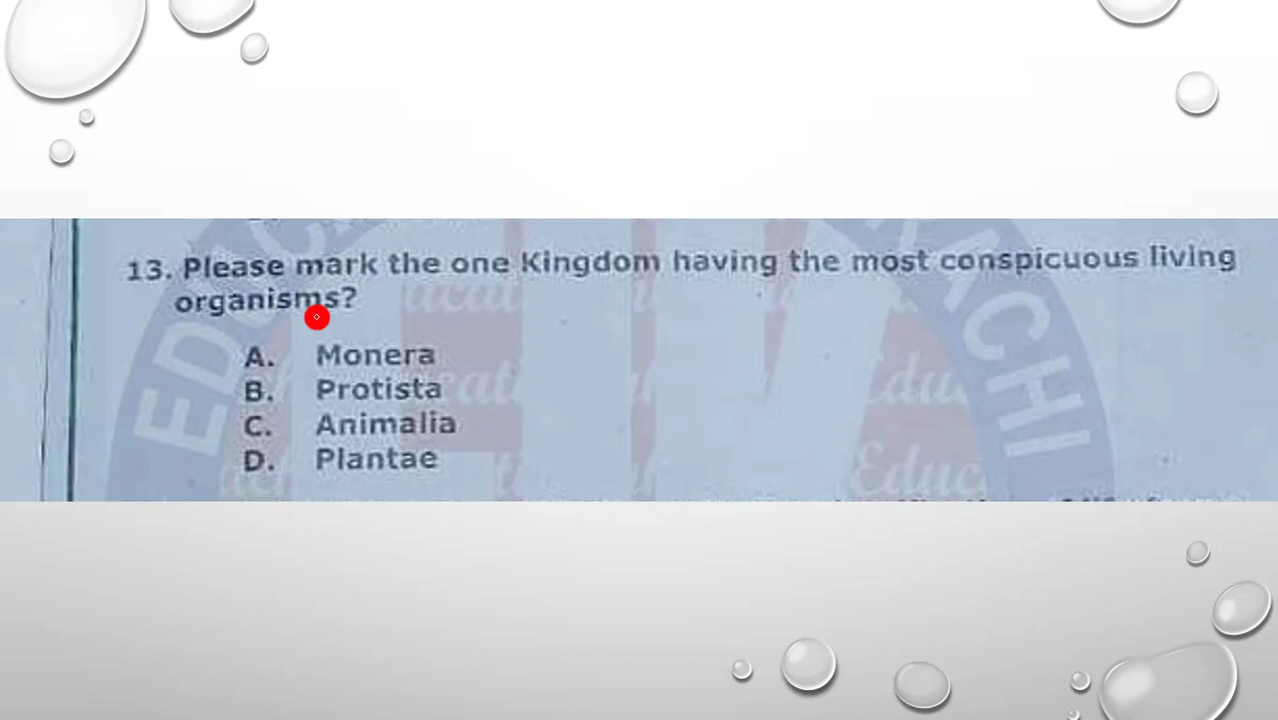 13. Please mark the one Kingdom having the most conspicuous living
organisms?
A. Monera
B. Protista
C. Animalia
D. Plantae